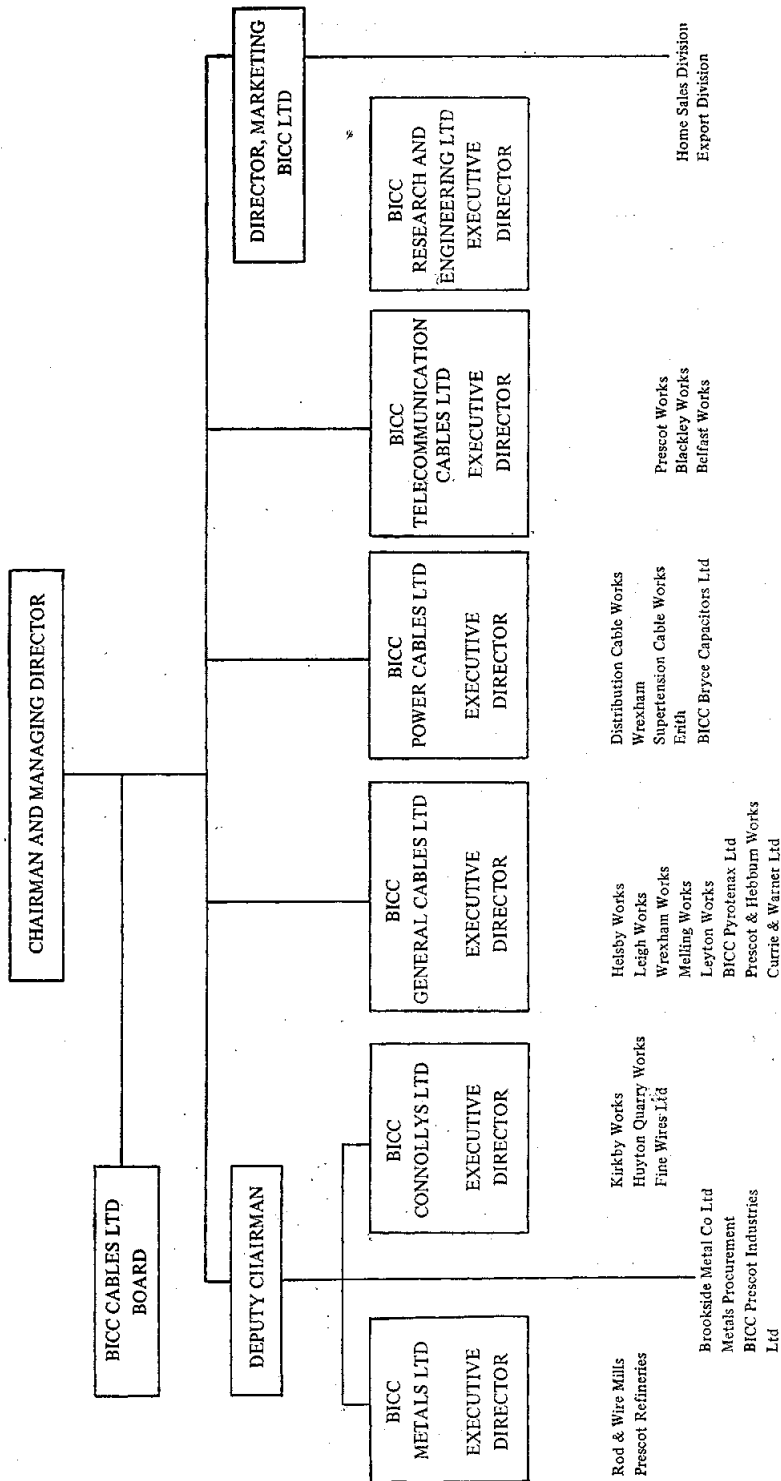 CHAIRMAN AND MANAGING DIRECTOR
BICC CABLES LTD
BOARD
DEPUTY CHAIRMAN
DIRECTOR, MARKETING
BICC LTD
BICC
METALS LTD
EXECUTIVE
DIRECTOR
BICC
CONNOLLYS LTD
EXECUTIVE
DIRECTOR
BICC
GENERAL CABLES LTD
EXECUTIVE
DIRECTOR
BICC
POWER CABLES LTD
EXECUTIVE
DIRECTOR
BICC
TELECOMMUNICATION
CABLES LTD
EXECUTIVE
DIRECTOR
BICC
RESEARCH AND
ENGINEERING LTD
EXECUTIVE
DIRECTOR
Rod & Wire Mills
Prescot Refineries
Brookside Metal Co Ltd
Metals Procurement
BICC Prescot Industries
Ltd
Kirkby Works
Huyton Quarry Works
Fine Wires Ltd
Helsby Works
Leigh Works
Wrexham Works
Melling Works
Leyton Works
BICC Pyrotenax Ltd
Prescot & Hebburn Works
Currie & Warner Ltd
Distribution Cable Works
Wrexham
Supertension Cable Works
Erith
BICC Bryce Capacitors Ltd
Prescot Works
Blackley Works
Belfast Works
Home Sales Division
Export Division